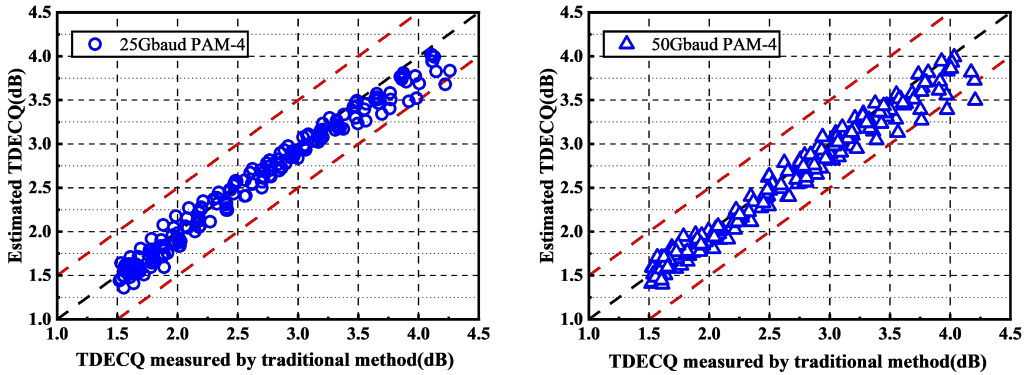 25Gbaud PAM-4
Estimated TDECQ(dB)
4.5
4.0
3.5
3.0
2.5
2.0
1.5
1.0
1.0 1.5 2.0 2.5 3.0 3.5 4.0 4.5
TDECQ measured by traditional method(dB)
50Gbaud PAM-4
Estimated TDECQ(dB)
4.5
4.0
3.5
3.0
2.5
2.0
1.5
1.0
1.0 1.5 2.0 2.5 3.0 3.5 4.0 4.5
TDECQ measured by traditional method(dB)